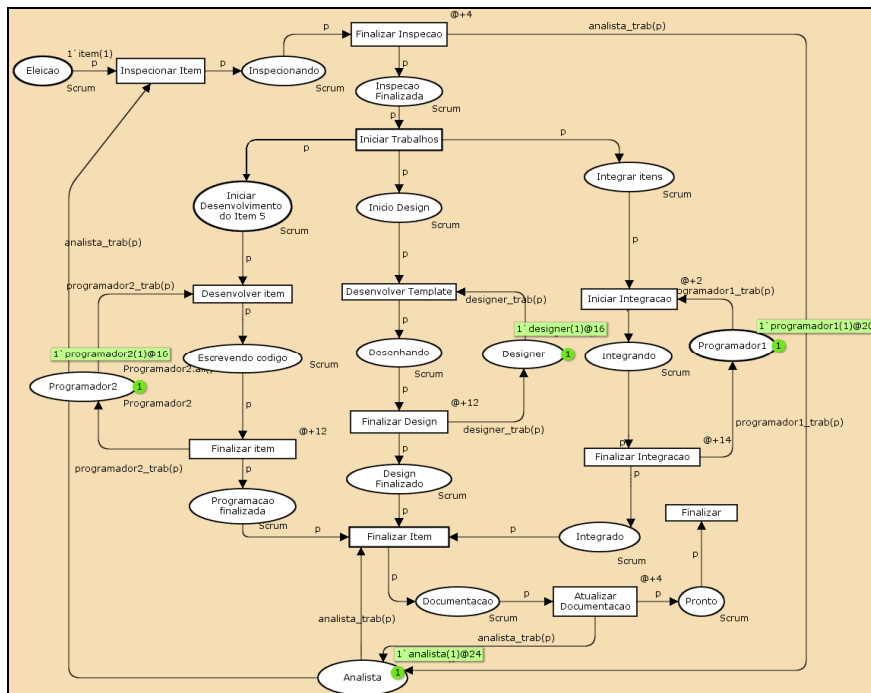 @+4
p
Finalizar Inspecao
analista_trab(p)
1`item(1)
p
p
p
Eleicao
Inspecionar Item
Inspecionando
Scrum
Scrum
p
Inspecao
Finalizada
Scrum
p
Iniciar Trabalhos
p
p
p
Integrar itens
Scrum
Iniciar
Desenvolvimento
do Item 5
Scrum
Inicio Design
Scrum
analista_trab(p)
p
p
p
programador2_trab(p)
Desenvolver item
Desenvolver Template
designer_trab(p)
@+2
Iniciar Integracao
p
p
p
1`designer(1)@16
1`programador2(1)@16
Escrevendo codigo
Scrum
Desenhando
Scrum
Designer
1
Integrando
Scrum
Programador1
1
Programador2
1
Programador2
p
p
@+12
Finalizar Design
designer_trab(p)
programador1_trab(p)
@+12
Finalizar item
programador2_trab(p)
p
@+14
Finalizar Integracao
p
p
p
Design
Finalizado
Scrum
Programacao
finalizada
Scrum
Finalizar
p
p
Finalizar Item
p
Integrado
Scrum
p
p
Documentacao
Scrum
p
@+4
Atualizar
Documentacao
p
Pronto
Scrum
analista_trab(p)
analista_trab(p)
1`analista(1)@24
Analista
1